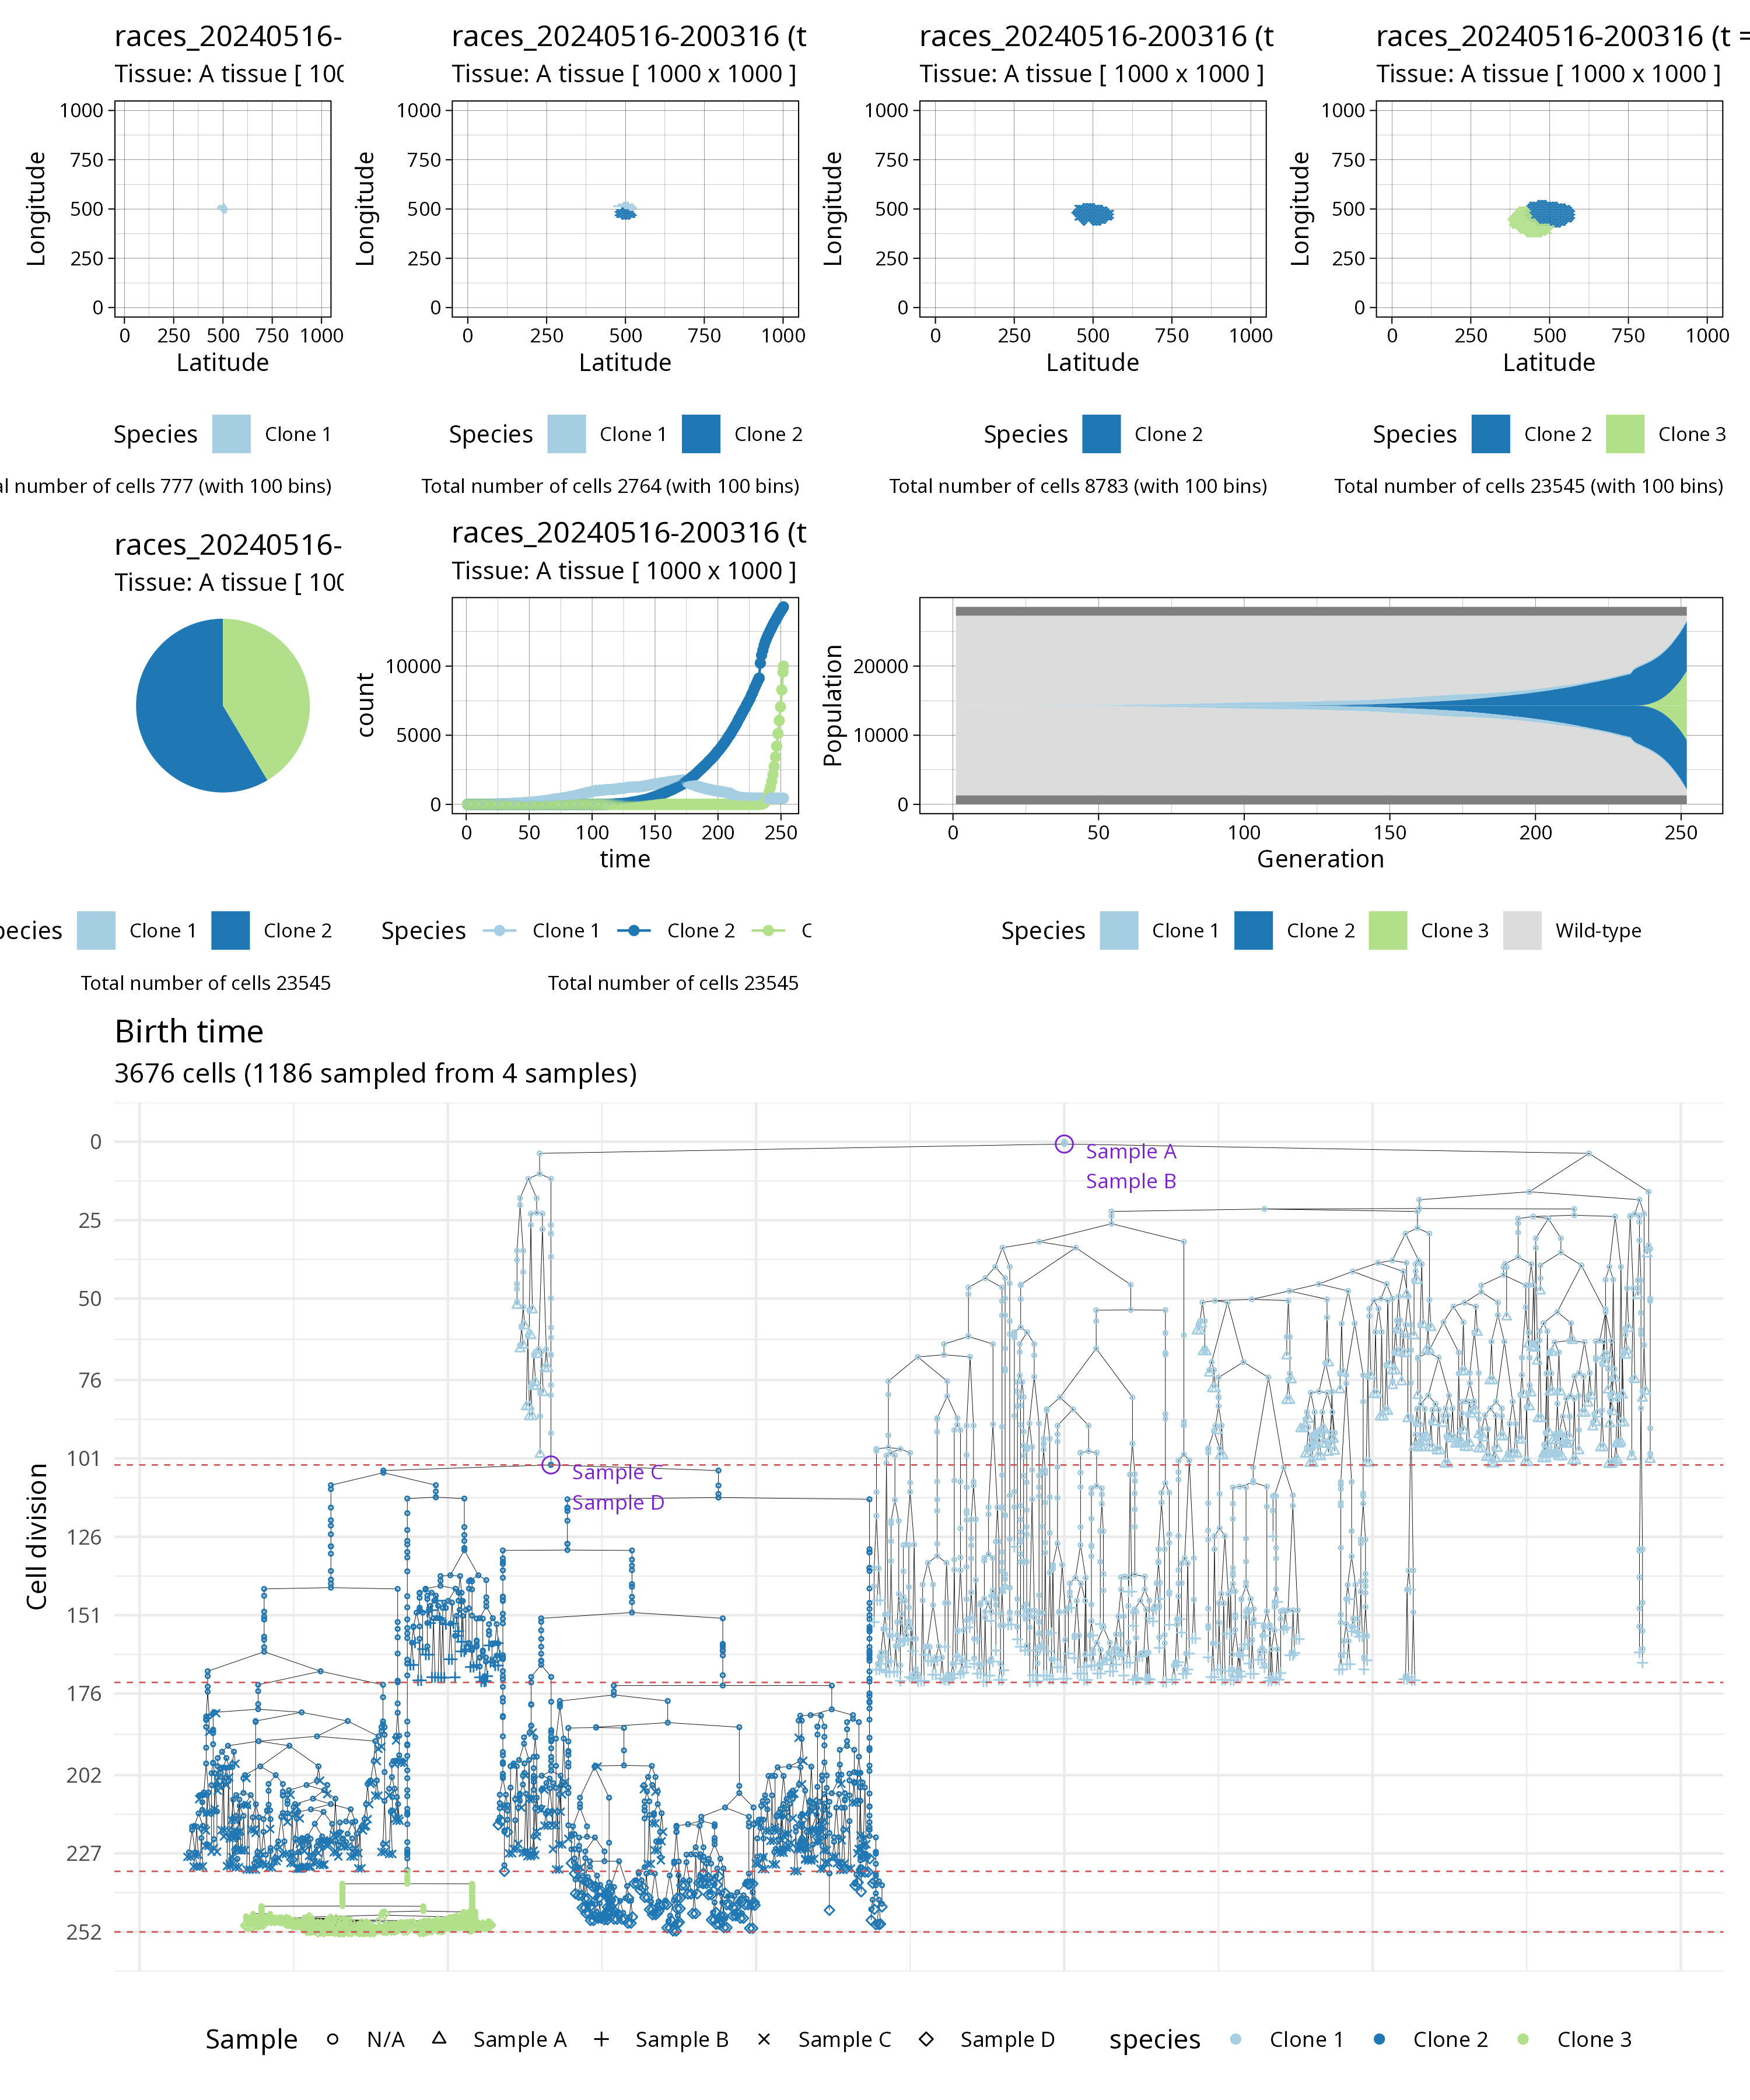 races_20240516-
Tissue: A tissue [ 100
1000
750
500
250
0
Longitude
0 250 500 750 1000
Latitude
Species Clone 1
al number of cells 777 (with 100 bins)
races_20240516-200316 (t
Tissue: A tissue [ 1000 x 1000 ]
1000
750
500
250
0
Longitude
0 250 500 750 1000
Latitude
Species Clone 1 Clone 2
Total number of cells 2764 (with 100 bins)
races_20240516-200316 (t
Tissue: A tissue [ 1000 x 1000 ]
1000
750
500
250
0
Longitude
0 250 500 750 1000
Latitude
Species Clone 2
Total number of cells 8783 (with 100 bins)
races_20240516-200316 (t =
Tissue: A tissue [ 1000 x 1000 ]
1000
750
500
250
0
Longitude
0 250 500 750 1000
Latitude
Species Clone 2 Clone 3
Total number of cells 23545 (with 100 bins)
races_20240516-
Tissue: A tissue [ 100
pecies Clone 1 Clone 2
Total number of cells 23545
races_20240516-200316 (t
Tissue: A tissue [ 1000 x 1000 ]
10000
5000
0
count
0 50 100 150 200 250
time
Species Clone 1 Clone 2 C
Total number of cells 23545
20000
10000
0
Population
0 50 100 150 200 250
Generation
Species Clone 1 Clone 2 Clone 3 Wild-type
Birth time
3676 cells (1186 sampled from 4 samples)
0
25
50
76
101
126
151
176
202
227
252
Cell division
Sample A
Sample B
Sample C
Sample D
Sample N/A Sample A Sample B Sample C Sample D species Clone 1 Clone 2 Clone 3